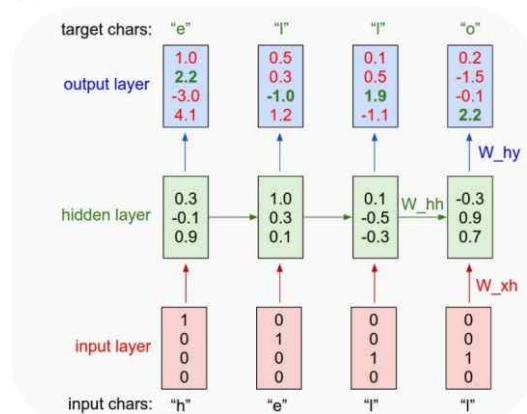 target chars: “e” “l” “l” “o”
output layer
1.0 0.5 0.1 0.2
2.2 0.3 0.5 -1.5
-3.0 -1.0 1.9 -0.1
4.1 1.2 -1.1 2.2
W_hy
hidden layer
0.3 1.0 0.1 -0.3
-0.1 0.3 -0.5 0.9
0.9 0.1 -0.3 0.7
W_hh
W_xh
input layer
1 0 0 0
0 1 0 0
0 0 1 1
0 0 0 0
input chars: “h” “e” “l” “l”